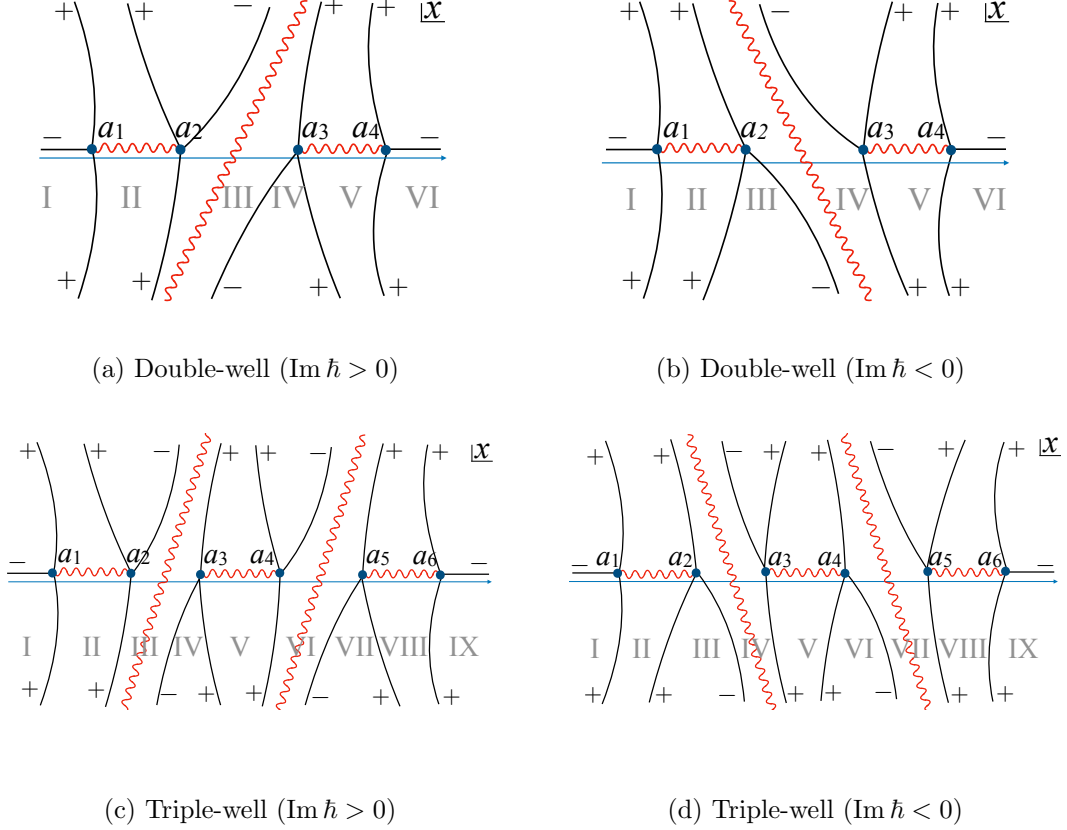 + + − + + x
− a1 a2 a3 a4 −
I II III IV V VI
+ + − + +
(a) Double-well (Im ℏ > 0)
+ + − + + x
− a1 a2 a3 a4 −
I II III IV V VI
+ + − + +
(b) Double-well (Im ℏ < 0)
+ + − + + − + + x
− a1 a2 a3 a4 a5 a6 −
I II III IV V VI VII VIII IX
+ + − + + − + +
(c) Triple-well (Im ℏ > 0)
+ + − + + − + + x
− a1 a2 a3 a4 a5 a6 −
I II III IV V VI VII VIII IX
+ + − + + − + +
(d) Triple-well (Im ℏ < 0)